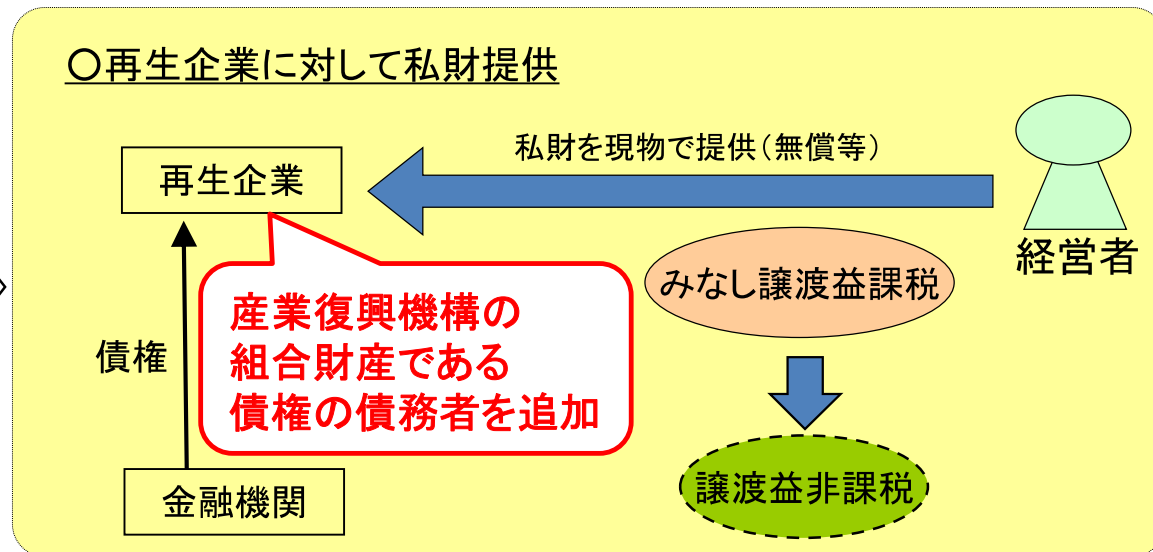 〇再生企業に対して私財提供
私財を現物で提供(無償等)
再生企業
経営者
みなし譲渡益課税
産業復興機構の
組合財産である
債権の債務者を追加
債権
譲渡益非課税
金融機関